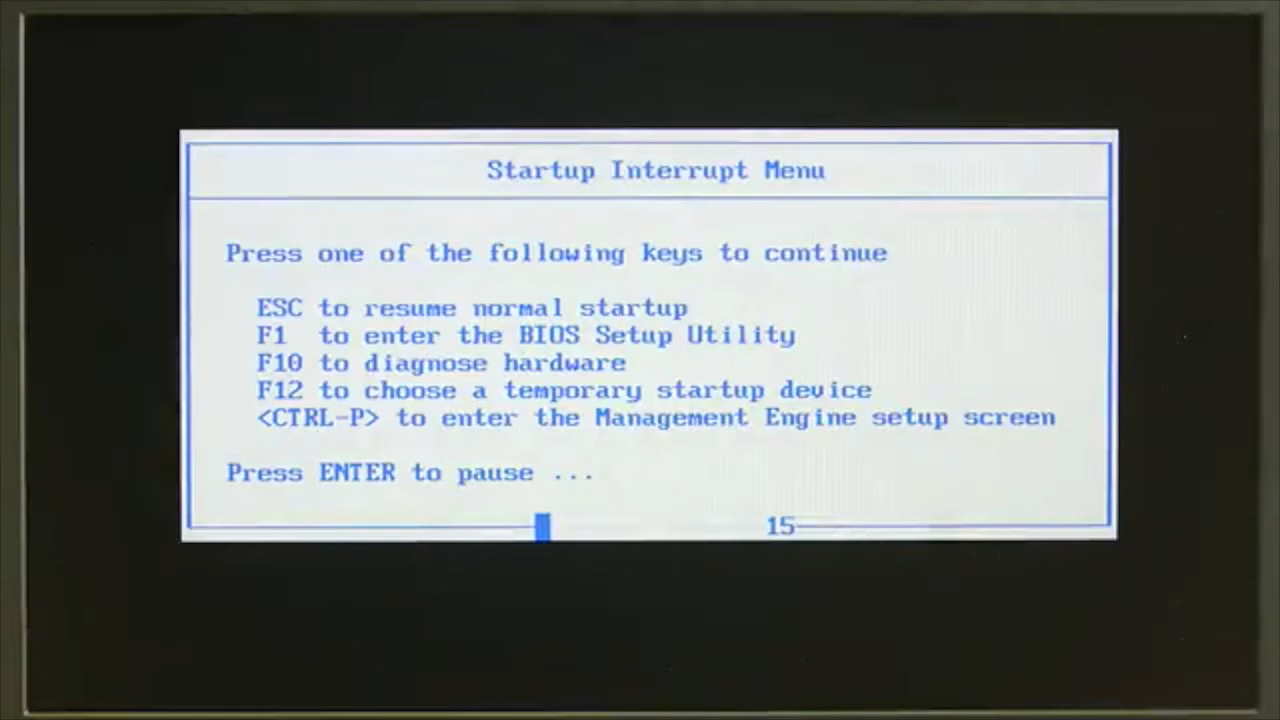 Startup Interrupt Menu
Press one of the following keys to continue
ESC to resume normal startup
F1 to enter the BIOS Setup Utility
F10 to diagnose hardware
F12 to choose a temporary startup device
<CTRL-P> to enter the Management Engine setup screen
Press ENTER to pause ...
15